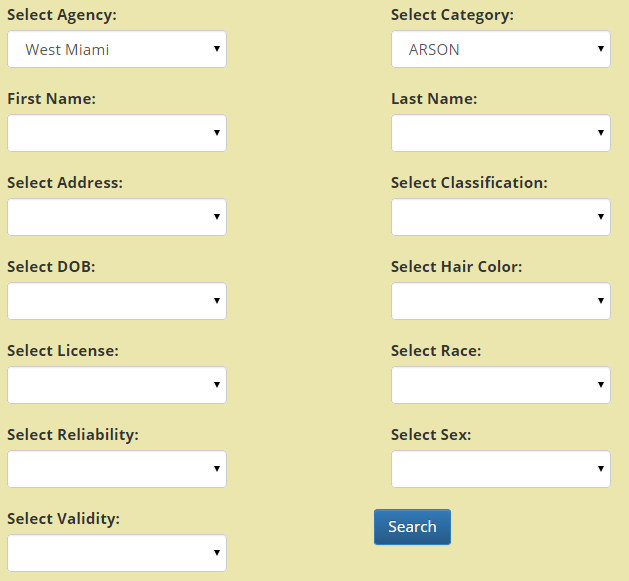 Select Agency:
Select Category:
West Miami
ARSON
First Name:
Last Name:
Select Address:
Select Classification:
Select DOB:
Select Hair Color:
Select License:
Select Race:
Select Reliability:
Select Sex:
Select Validity:
Search